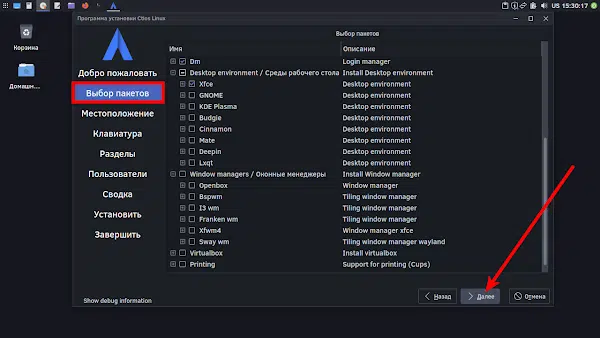 US 15:30:17
Программа установки Ctlos Linux
Корзина
Домашн...
Добро пожаловать
Выбор пакетов
Местоположение
Клавиатура
Разделы
Пользователи
Сводка
Установить
Завершить
Show debug information
Выбор пакетов
Имя Описание
Dm Login manager
Desktop environment / Среды рабочего стола Install Desktop environment
Xfce Desktop environment
GNOME Desktop environment
KDE Plasma Desktop environment
Budgie Desktop environment
Cinnamon Desktop environment
Mate Desktop environment
Deepin Desktop environment
Lxqt Desktop environment
Window managers / Оконные менеджеры Install Window manager
Openbox Window manager
Bspwm Tiling window manager
I3 wm Tiling window manager
Franken wm Tiling window manager
Xfwm4 Window manager xfce
Sway wm Tiling window manager wayland
Virtualbox Install virtualbox
Printing Support for printing (Cups)
Назад Далее Отмена